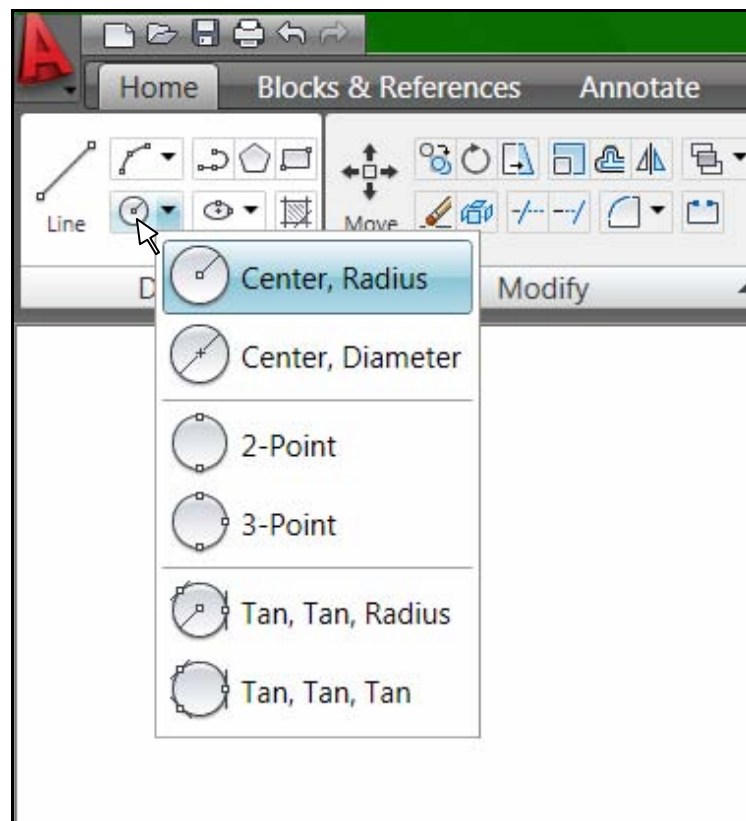 Home Blocks & References Annotate
Line Move
D Modify
Center, Radius
Center, Diameter
2-Point
3-Point
Tan, Tan, Radius
Tan, Tan, Tan